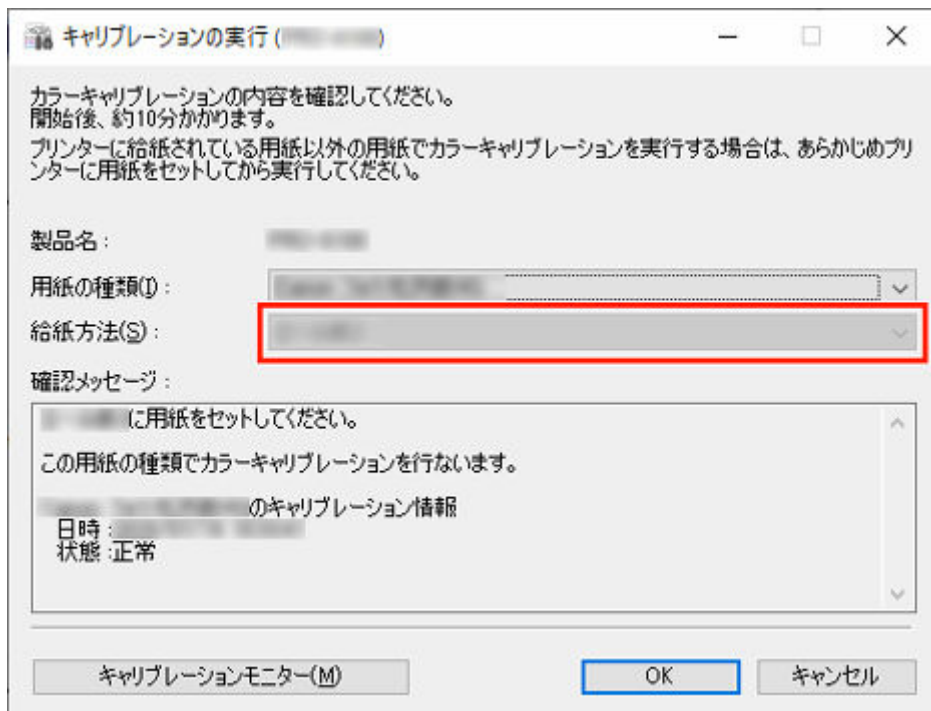 キャリブレーションの実行(
)
カラーキャリブレーションの内容を確認してください。
開始後、約10分かかります。
プリンターに給紙されている用紙以外の用紙でカラーキャリブレーションを実行する場合は、あらかじめプリ
ンターに用紙をセットしてから実行してください。
製品名:
用紙の種類(I):
給紙方法(S):
確認メッセージ:
に用紙をセットしてください。
この用紙の種類でカラーキャリブレーションを行ないます。
のキャリブレーション情報
日時:
状態:正常
キャリブレーションモニター(M)
OK
キャンセル